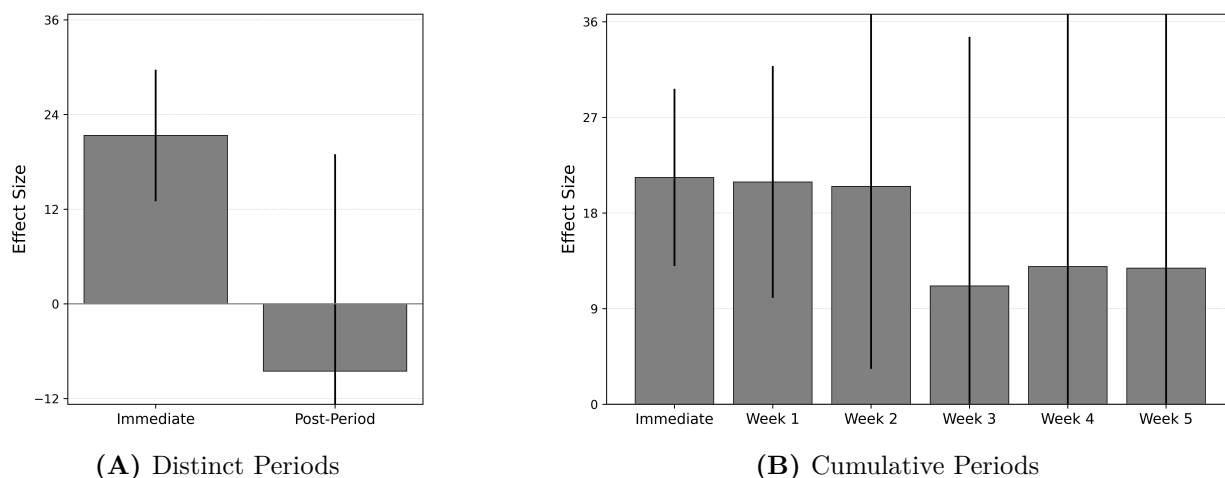 36
24
12
0
−12
Effect Size
Immediate
Post-Period
(A) Distinct Periods
36
27
18
9
0
Effect Size
Immediate
Week 1
Week 2
Week 3
Week 4
Week 5
(B) Cumulative Periods